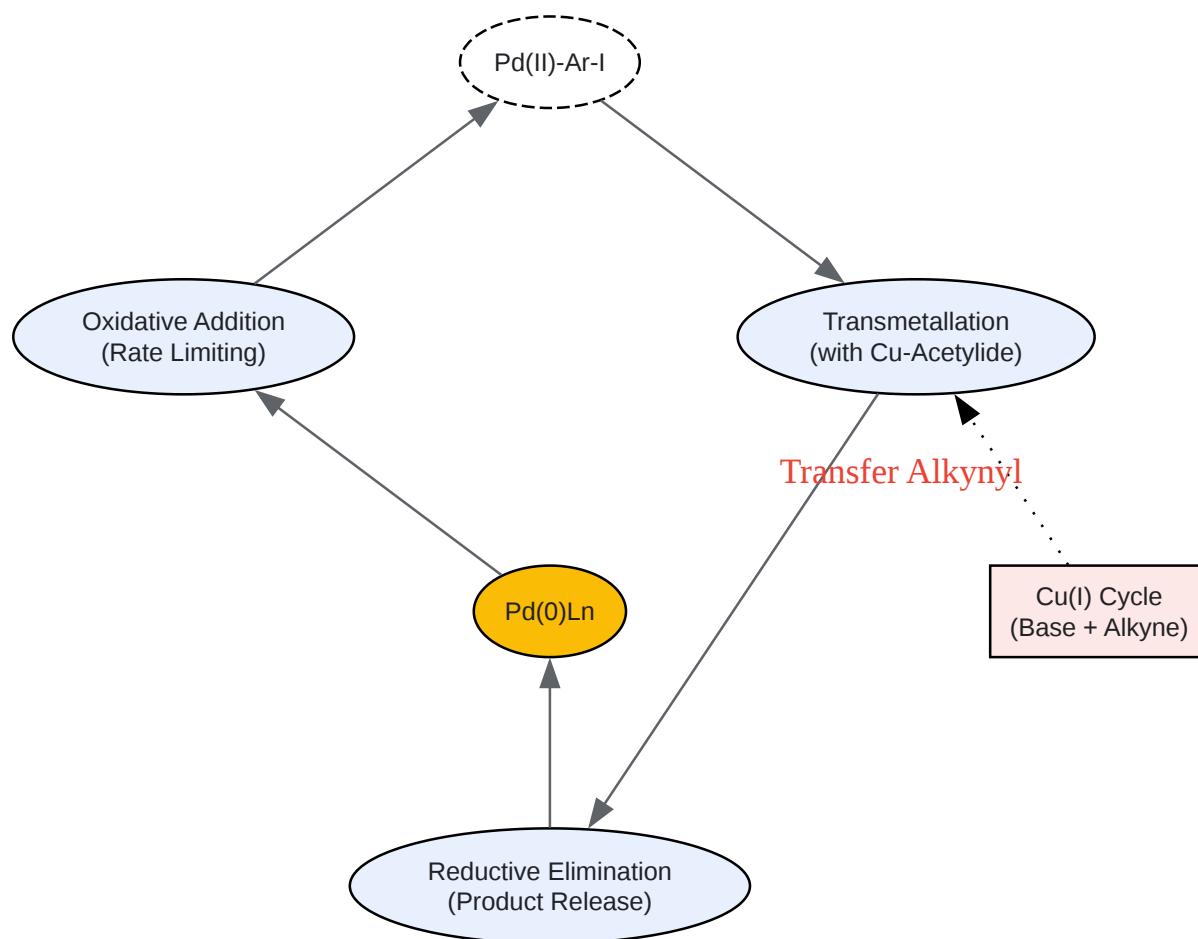 Pd(II)-Ar-I
Oxidative Addition
(Rate Limiting)
Transmetallation
(with Cu-Acetylide)
Transfer Alkynyl
Pd(0)Ln
Cu(I) Cycle
(Base + Alkyne)
Reductive Elimination
(Product Release)